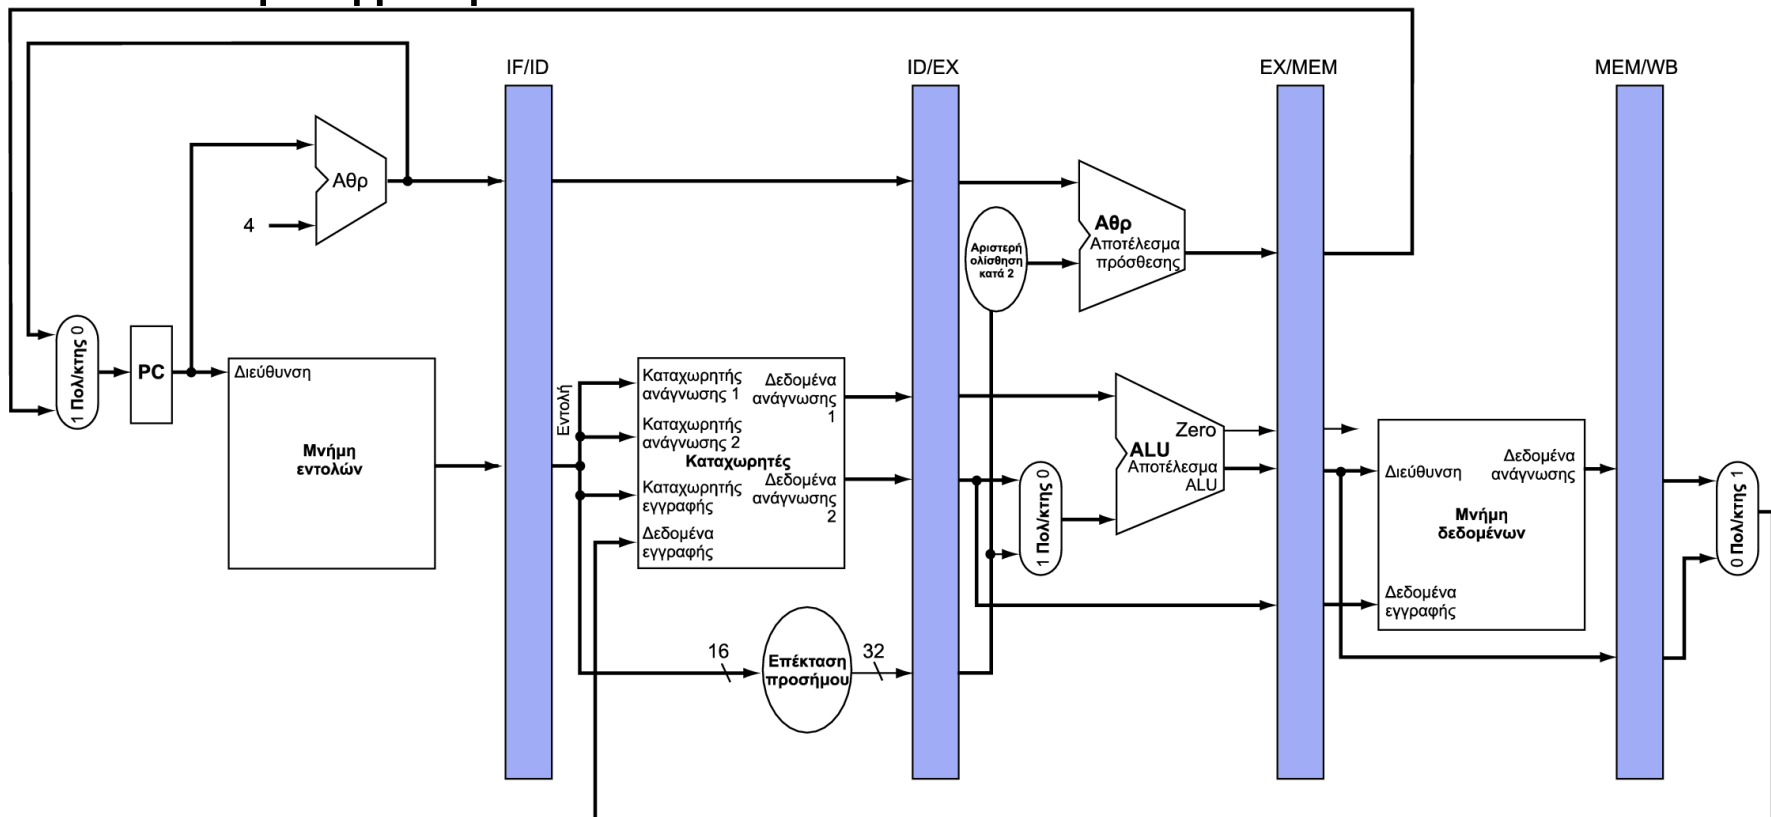 IF/ID
ID/EX
EX/MEM
MEM/WB
Αθρ
4
1 Πολ/κτης 0
PC
Διεύθυνση
Μνήμη
εντολών
Εντολή
Καταχωρητής
ανάγνωσης 1
Καταχωρητής
ανάγνωσης 2
Καταχωρητές
Καταχωρητής
εγγραφής
Δεδομένα
εγγραφής
Δεδομένα
ανάγνωσης
1
Δεδομένα
ανάγνωσης
2
16
Επέκταση
προσήμου
32
Αριστερή
ολίσθηση
κατά 2
Αθρ
Αποτέλεσμα
πρόσθεσης
1 Πολ/κτης 0
Zero
ALU
Αποτέλεσμα
ALU
Διεύθυνση
Δεδομένα
ανάγνωσης
Μνήμη
δεδομένων
Δεδομένα
εγγραφής
0 Πολ/κτης 1